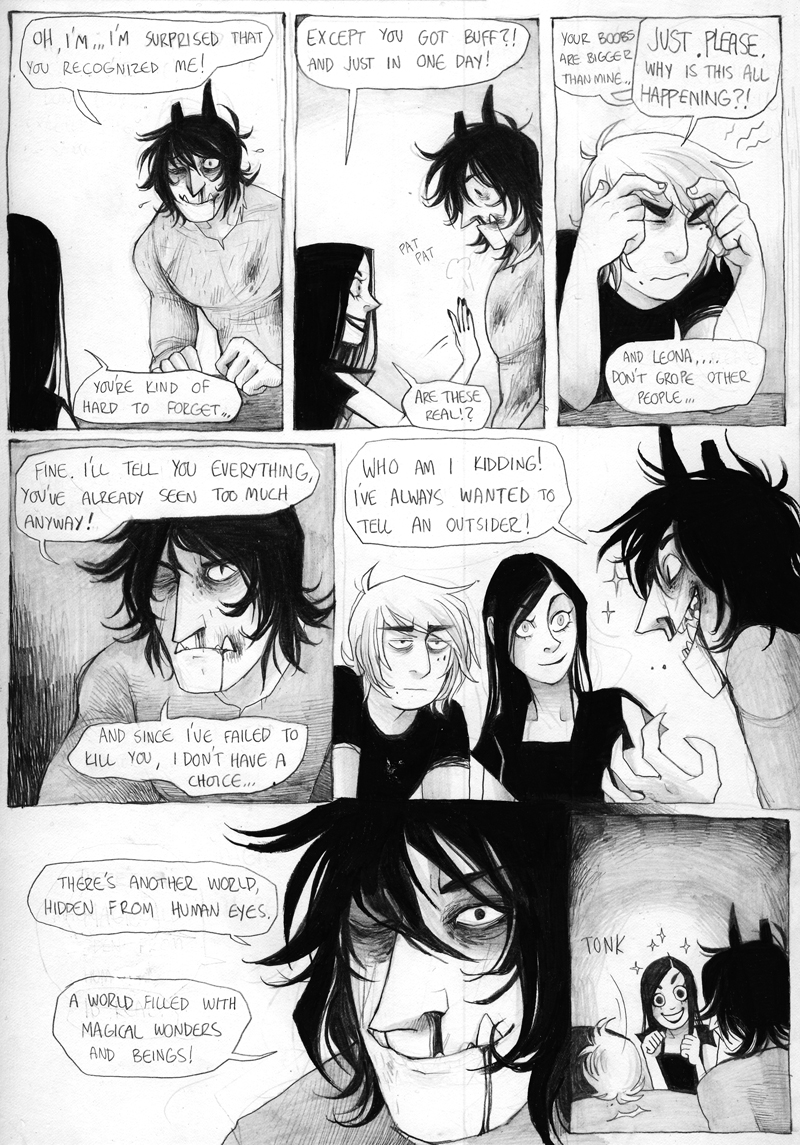 OH, I'M... I'M SURPRISED THAT
YOU RECOGNIZED ME!
YOU'RE KIND OF
HARD TO FORGET...
EXCEPT YOU GOT BUFF?!
AND JUST IN ONE DAY!
PAT
PAT
ARE THESE
REAL!?
YOUR BOOBS
ARE BIGGER
THAN MINE...
JUST. PLEASE.
WHY IS THIS ALL
HAPPENING?!
AND LEONA,....
DON'T GROPE OTHER
PEOPLE...
FINE. I'LL TELL YOU EVERYTHING,
YOU'VE ALREADY SEEN TOO MUCH
ANYWAY!
AND SINCE I'VE FAILED TO
KILL YOU, I DON'T HAVE A
CHOICE...
WHO AM I KIDDING!
I'VE ALWAYS WANTED TO
TELL AN OUTSIDER!
THERE'S ANOTHER WORLD,
HIDDEN FROM HUMAN EYES.
A WORLD FILLED WITH
MAGICAL WONDERS
AND BEINGS!
TONK